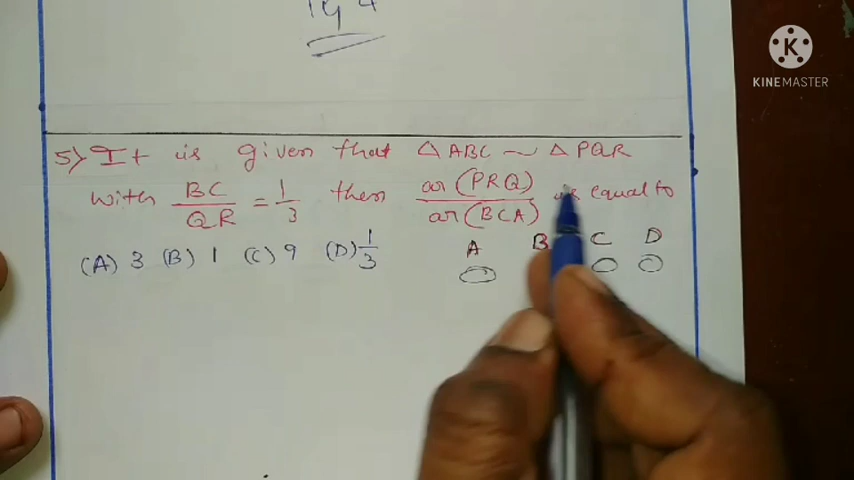 KINEMASTER
5) It is given that △ ABC ~ △ PQR
with BC/QR = 1/3 then ar(PRQ)/ar(BCA) is equal to
(A) 3 (B) 1 (C) 9 (D) 1/3 A B C D